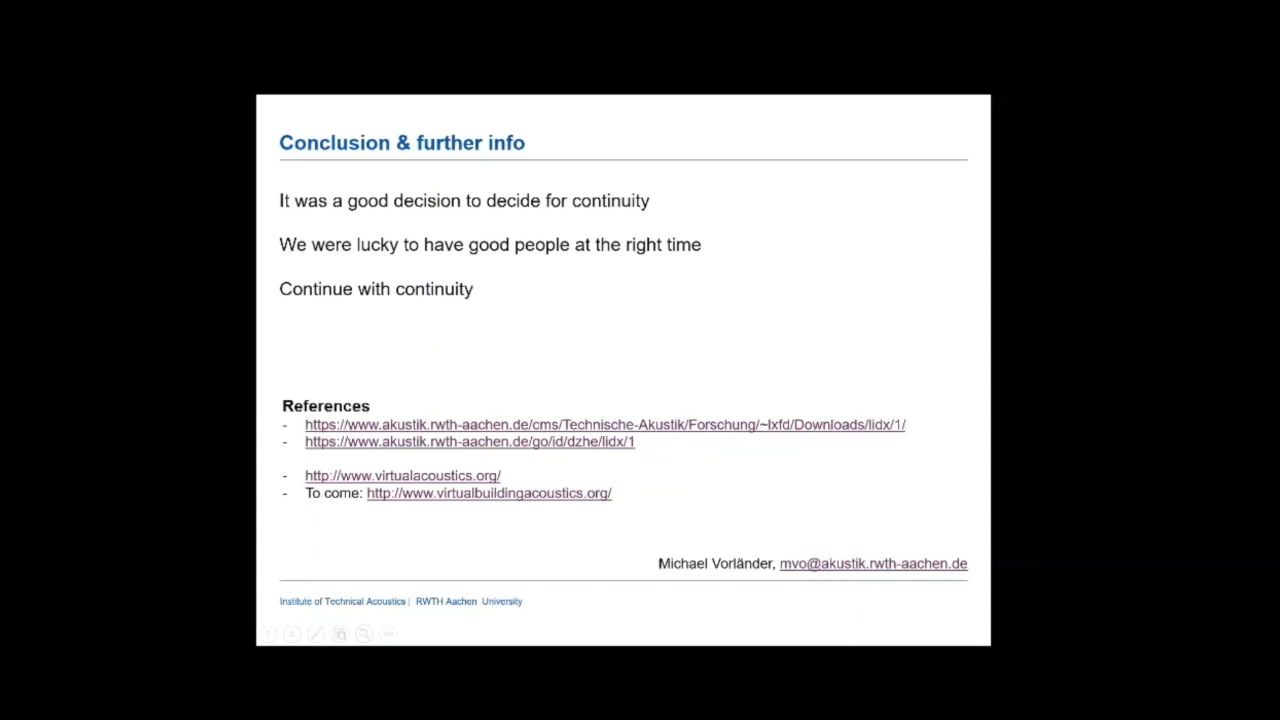 Conclusion & further info
It was a good decision to decide for continuity
We were lucky to have good people at the right time
Continue with continuity
References
- https://www.akustik.rwth-aachen.de/cms/Technische-Akustik/Forschung/~lxfd/Downloads/lidx/1/
- https://www.akustik.rwth-aachen.de/go/id/dzhe/lidx/1
- http://www.virtualacoustics.org/
- To come: http://www.virtualbuildingacoustics.org/
Michael Vorländer, mvo@akustik.rwth-aachen.de
Institute of Technical Acoustics | RWTH Aachen University